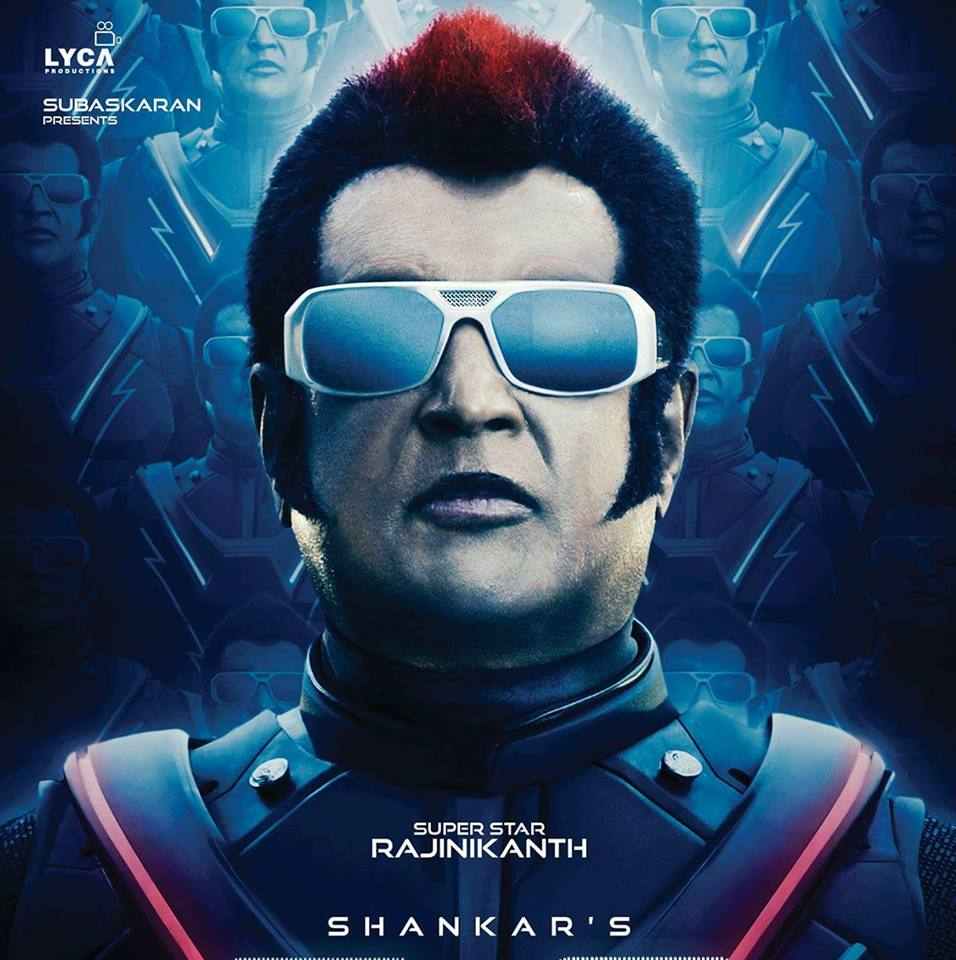 LYCA
PRODUCTIONS
SUBASKARAN
PRESENTS
SUPER STAR
RAJINIKANTH
SHANKAR'S